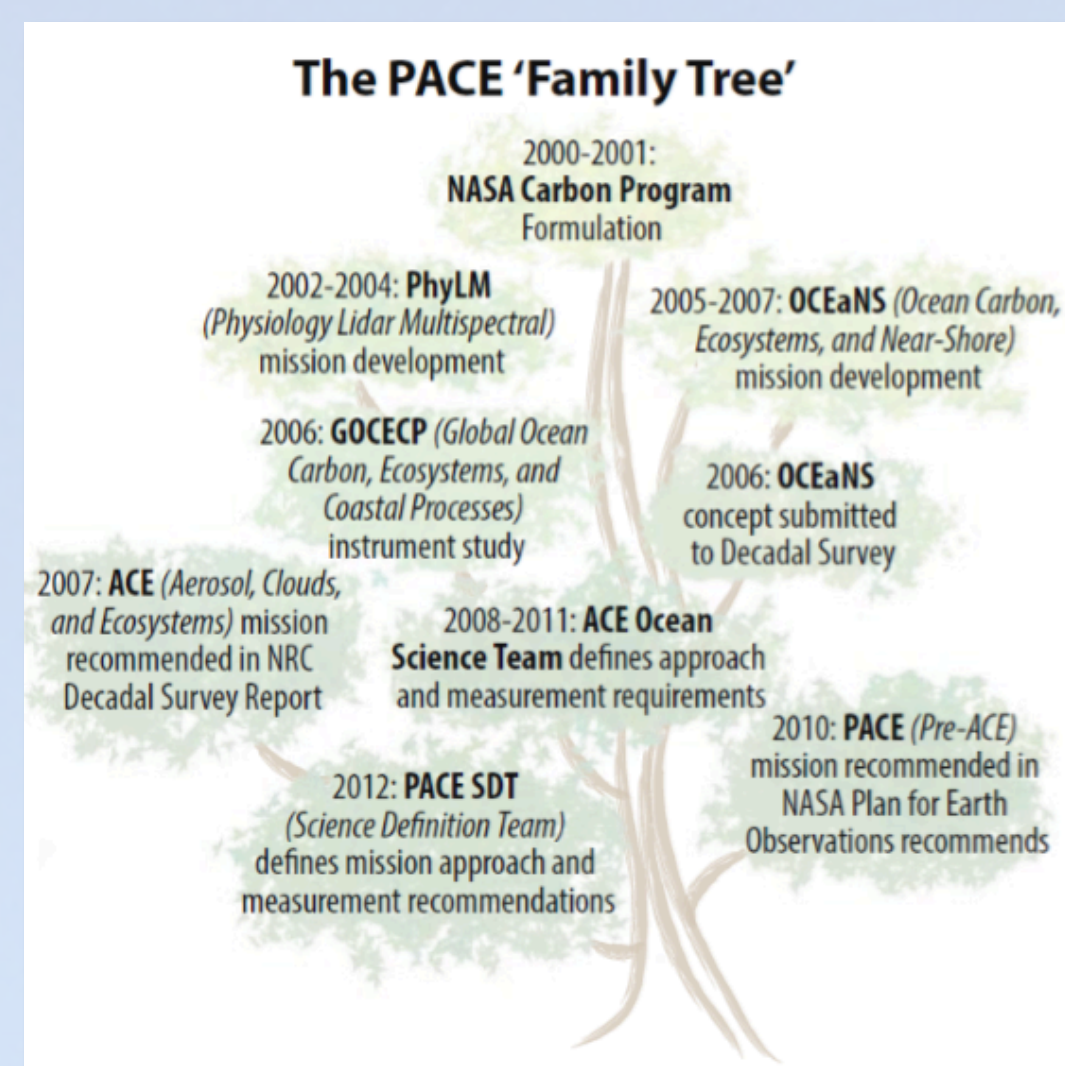 The PACE ‘Family Tree’
2000-2001:
NASA Carbon Program
Formulation
2002-2004: PhyLM
(Physiology Lidar Multispectral)
mission development
2005-2007: OCEaNS (Ocean Carbon,
Ecosystems, and Near-Shore)
mission development
2006: GOCECP (Global Ocean
Carbon, Ecosystems, and
Coastal Processes)
instrument study
2006: OCEaNS
concept submitted
to Decadal Survey
2007: ACE (Aerosol, Clouds,
and Ecosystems) mission
recommended in NRC
Decadal Survey Report
2008-2011: ACE Ocean
Science Team defines approach
and measurement requirements
2010: PACE (Pre-ACE)
mission recommended in
NASA Plan for Earth
Observations recommends
2012: PACE SDT
(Science Definition Team)
defines mission approach and
measurement recommendations